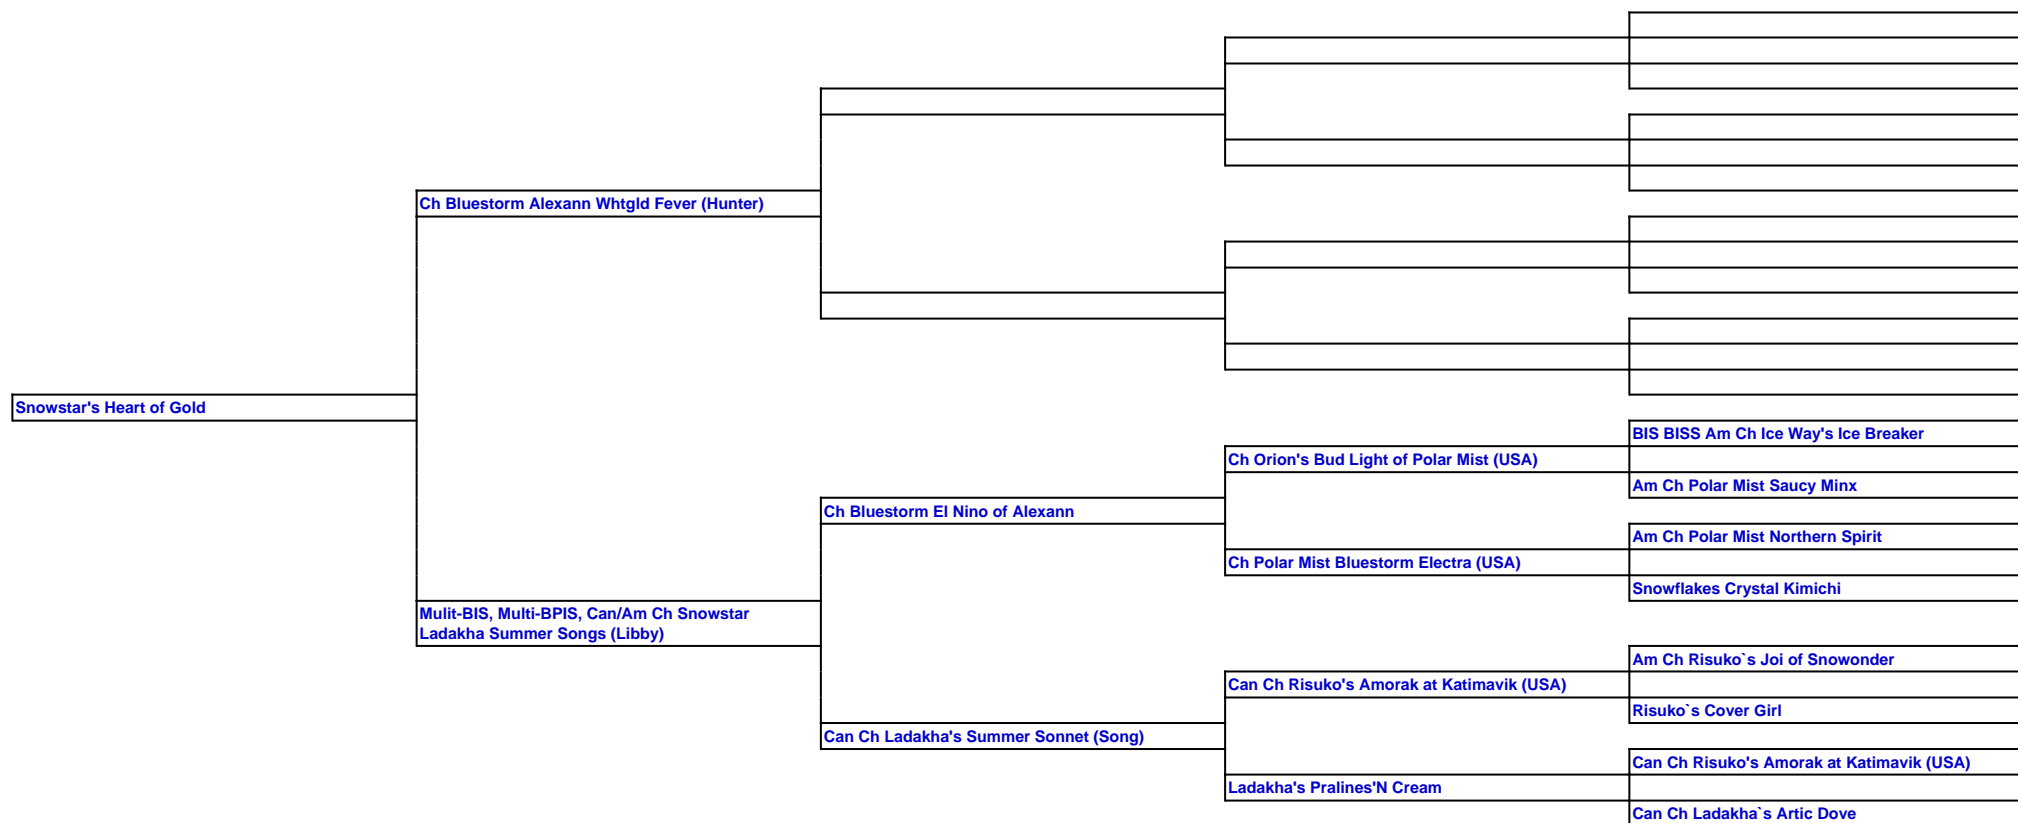 Ch Bluestorm Alexann Whtgld Fever (Hunter)
Snowstar's Heart of Gold
BIS BISS Am Ch Ice Way's Ice Breaker
Ch Orion's Bud Light of Polar Mist (USA)
Am Ch Polar Mist Saucy Minx
Ch Bluestorm El Nino of Alexann
Am Ch Polar Mist Northern Spirit
Ch Polar Mist Bluestorm Electra (USA)
Snowflakes Crystal Kimichi
Mulit-BIS, Multi-BPIS, Can/Am Ch Snowstar
Ladakha Summer Songs (Libby)
Am Ch Risuko`s Joi of Snowonder
Can Ch Risuko's Amorak at Katimavik (USA)
Risuko`s Cover Girl
Can Ch Ladakha's Summer Sonnet (Song)
Can Ch Risuko's Amorak at Katimavik (USA)
Ladakha's Pralines'N Cream
Can Ch Ladakha`s Artic Dove